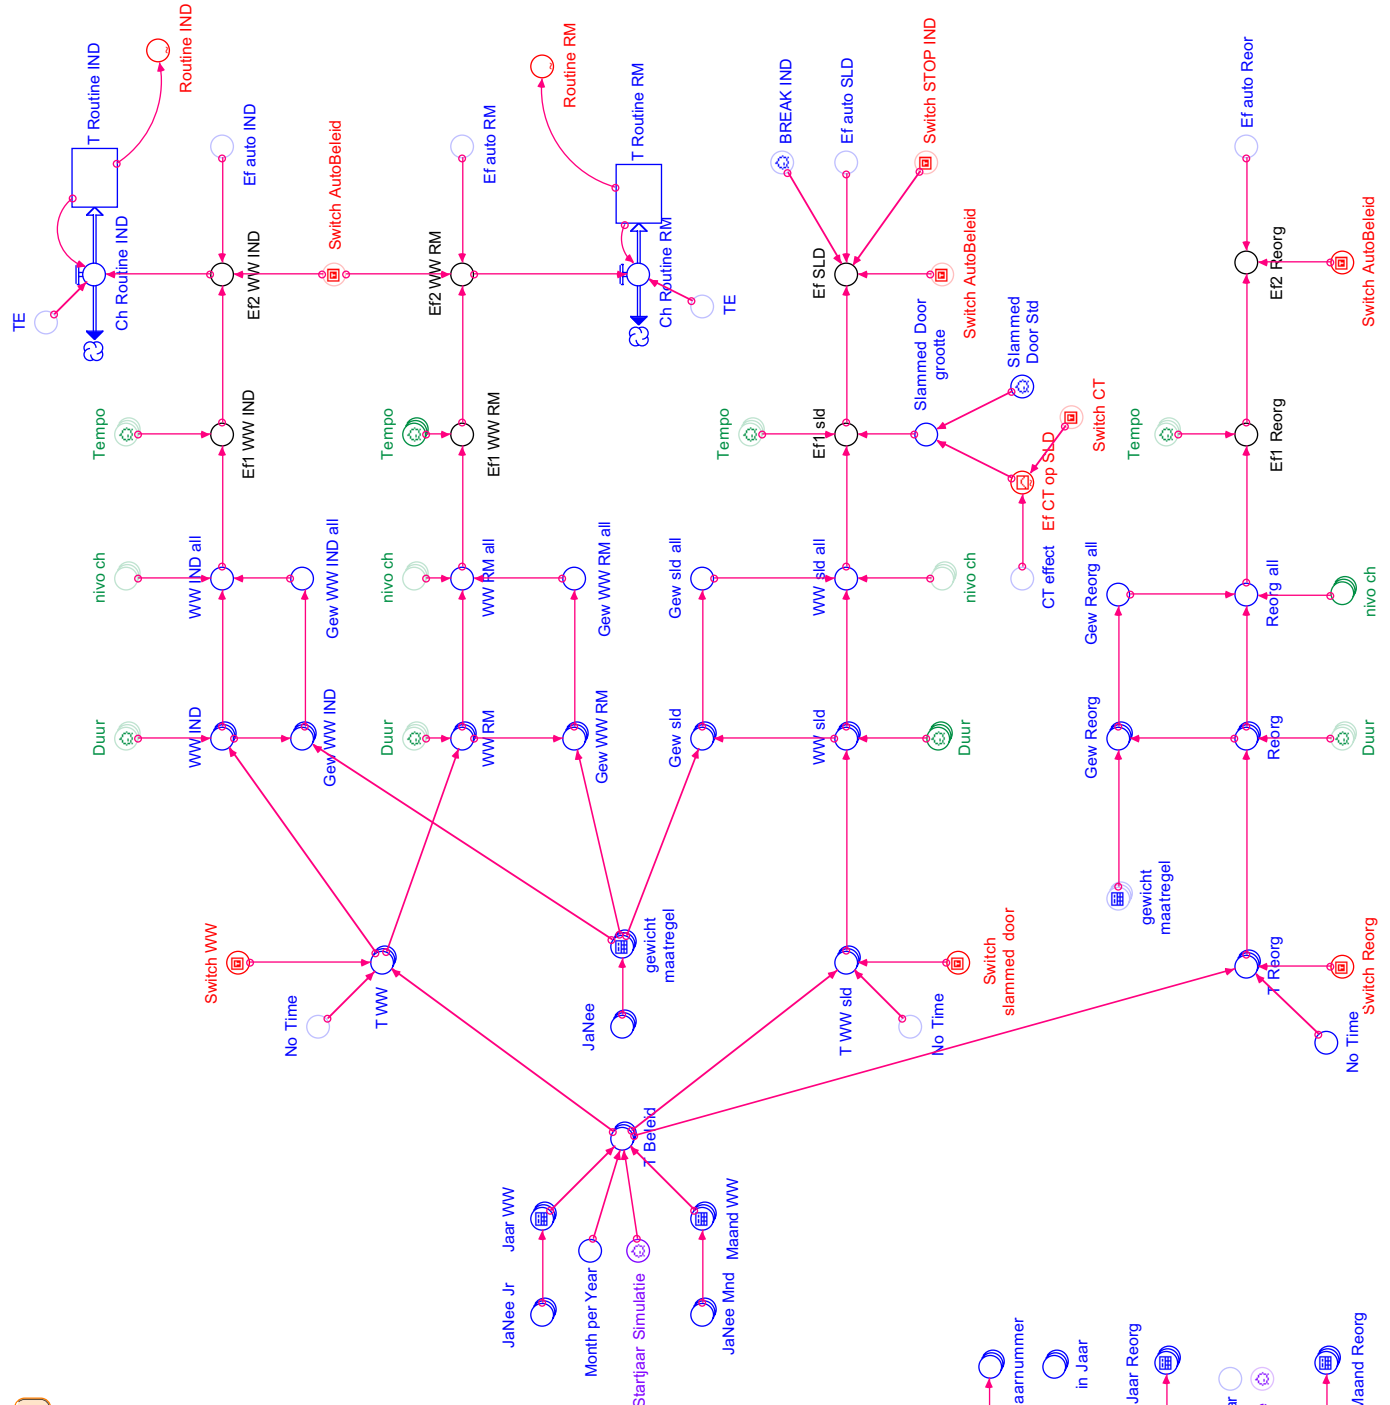 TE
Ch Routine IND
T Routine IND
Routine IND
Ef auto IND
Ef2 WW IND
Switch AutoBeleid
Tempo
Ef1 WW IND
nivo ch
WW IND all
Gew WW IND all
Duur
WW IND
Gew WW IND
Switch WW
No Time
T WW
Routine RM
T Routine RM
Ch Routine RM
TE
Ef auto RM
Ef2 WW RM
Tempo
Ef1 WW RM
nivo ch
WW RM all
Gew WW RM all
Duur
WW RM
Gew WW RM
gewicht
maatregel
JaNee
BREAK IND
Ef auto SLD
Switch STOP IND
Ef SLD
Switch AutoBeleid
Tempo
Ef1 sld
Slammed Door
grootte
Slammed
Door Std
Switch CT
Ef CT op SLD
CT effect
Gew sld all
WW sld all
nivo ch
Gew sld
WW sld
Duur
T WW sld
Switch
slammed door
No Time
Ef auto Reor
Ef2 Reorg
Switch AutoBeleid
Tempo
Ef1 Reorg
Gew Reorg all
Reorg all
nivo ch
Gew Reorg
Reorg
Duur
gewicht
maatregel
T Reorg
Switch Reorg
No Time
T Beleid
Jaar WW
JaNee Jr
Month per Year
Startjaar Simulatie
Maand WW
JaNee Mnd
aarnummer
in Jaar
Jaar Reorg
Maand Reorg